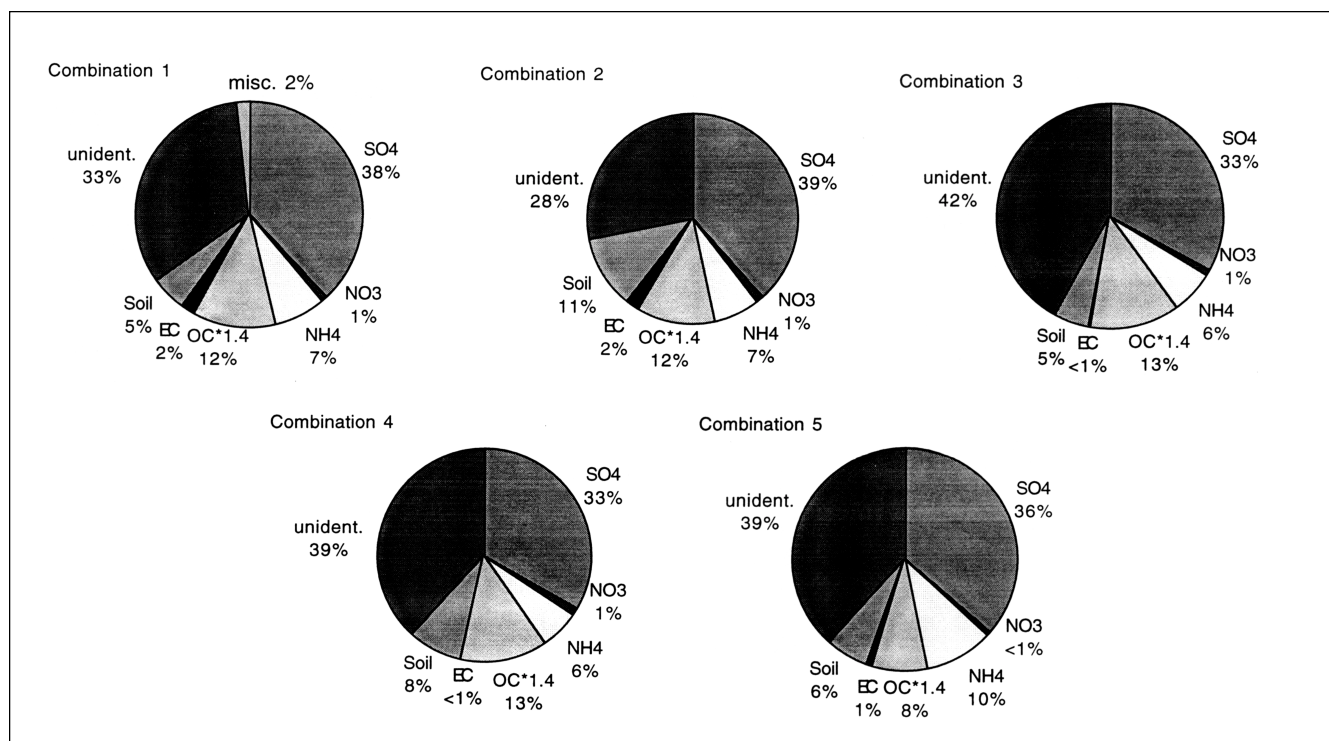 Combination 1
misc. 2%
SO4
38%
NO3
1%
NH4
7%
OC*1.4
12%
EC
2%
Soil
5%
unident.
33%
Combination 2
SO4
39%
NO3
1%
NH4
7%
OC*1.4
12%
EC
2%
Soil
11%
unident.
28%
Combination 3
SO4
33%
NO3
1%
NH4
6%
OC*1.4
13%
EC
<1%
Soil
5%
unident.
42%
Combination 4
SO4
33%
NO3
1%
NH4
6%
OC*1.4
13%
EC
<1%
Soil
8%
unident.
39%
Combination 5
SO4
36%
NO3
<1%
NH4
10%
OC*1.4
8%
EC
1%
Soil
6%
unident.
39%